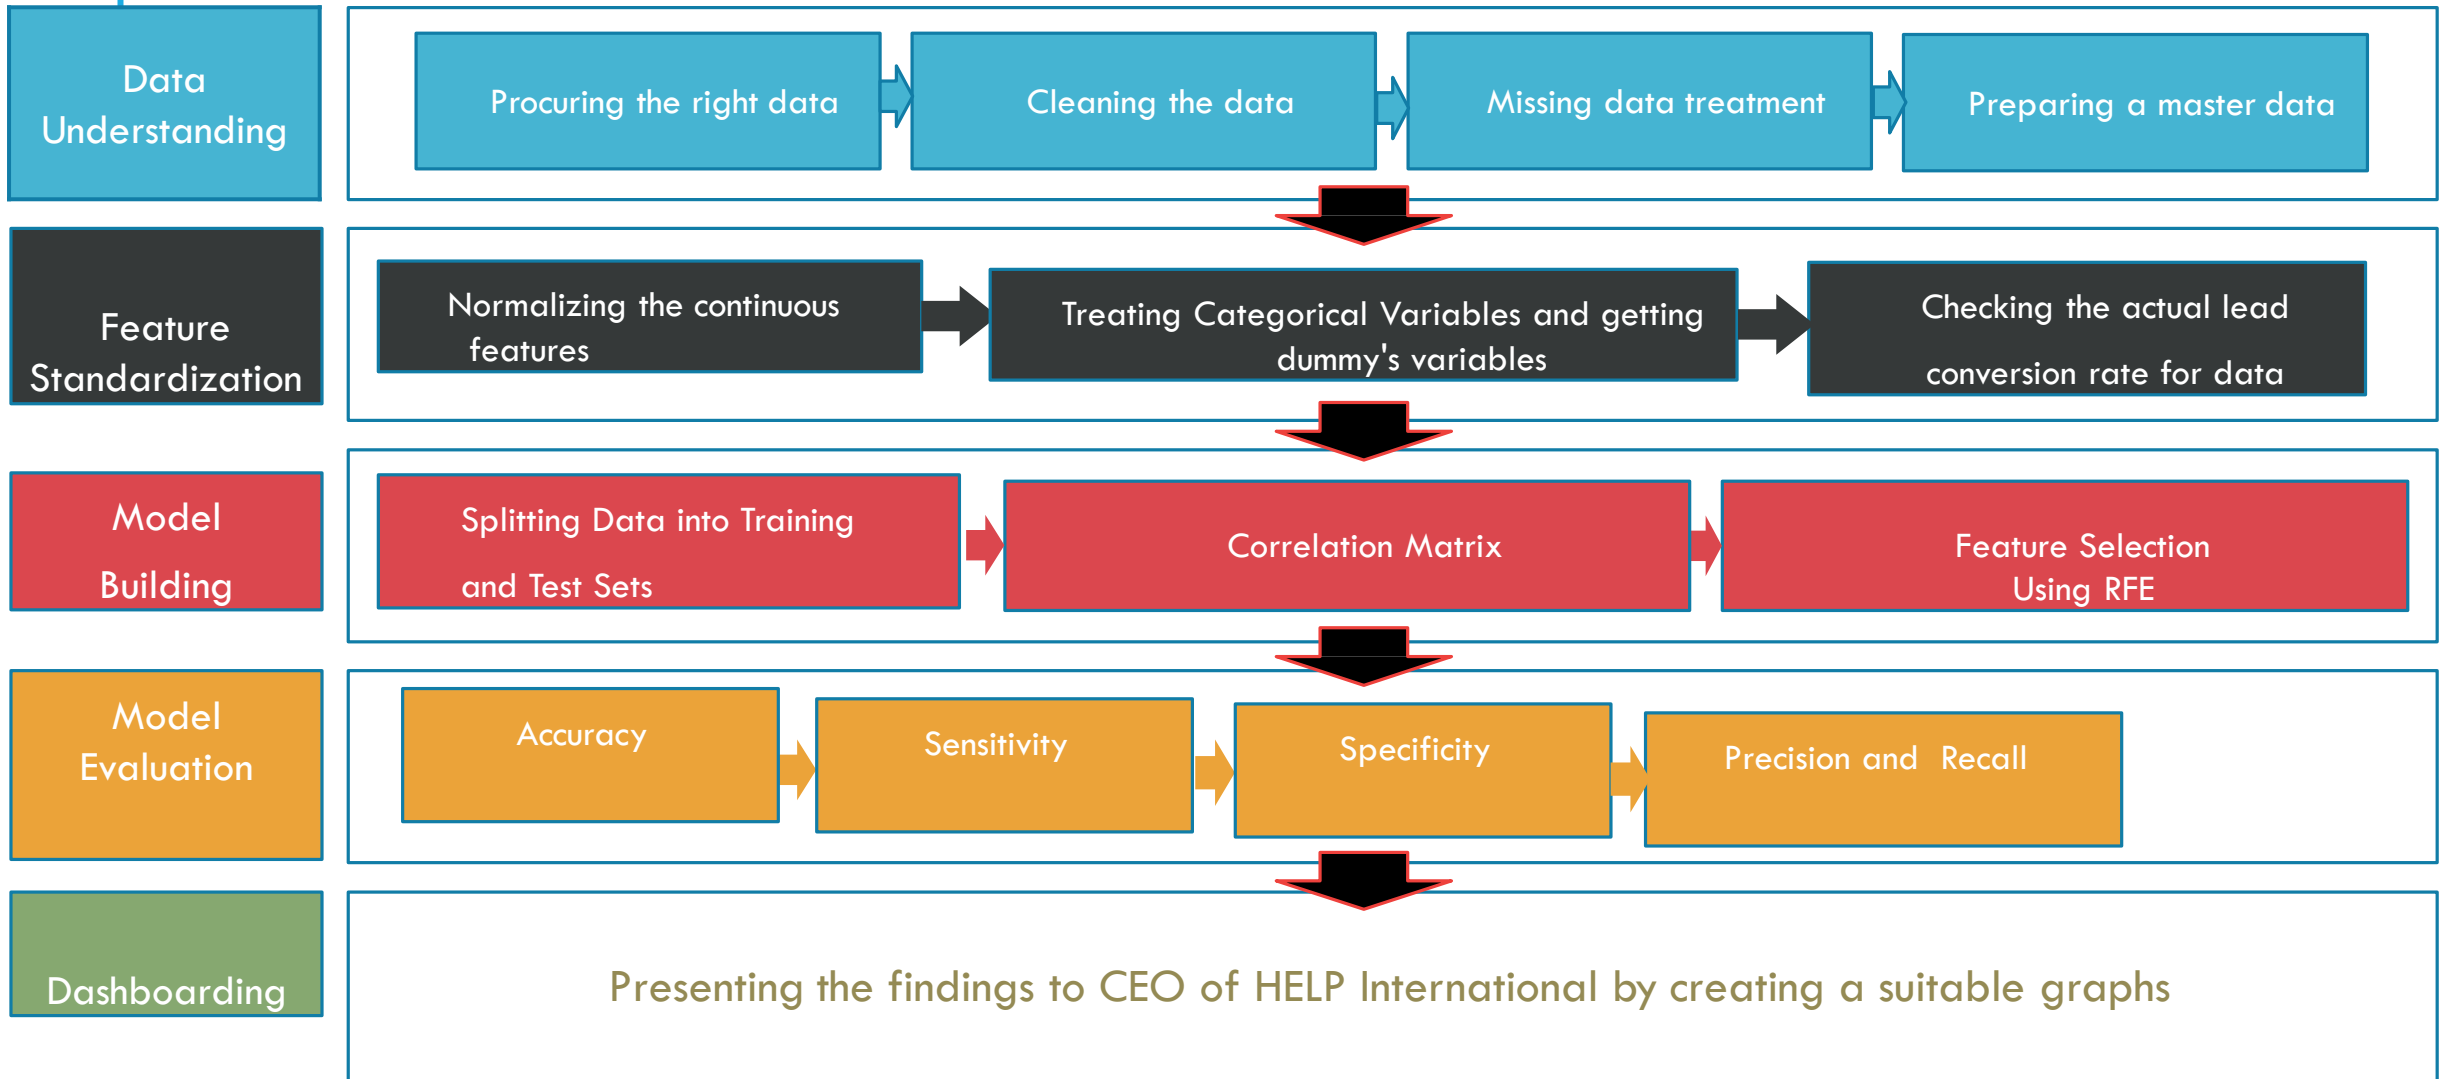 Data
Understanding
Procuring the right data
Cleaning the data
Missing data treatment
Preparing a master data
Feature
Standardization
Normalizing the continuous
features
Treating Categorical Variables and getting
dummy's variables
Checking the actual lead
conversion rate for data
Model
Building
Splitting Data into Training
and Test Sets
Correlation Matrix
Feature Selection
Using RFE
Model
Evaluation
Accuracy
Sensitivity
Specificity
Precision and Recall
Dashboarding
Presenting the findings to CEO of HELP International by creating a suitable graphs